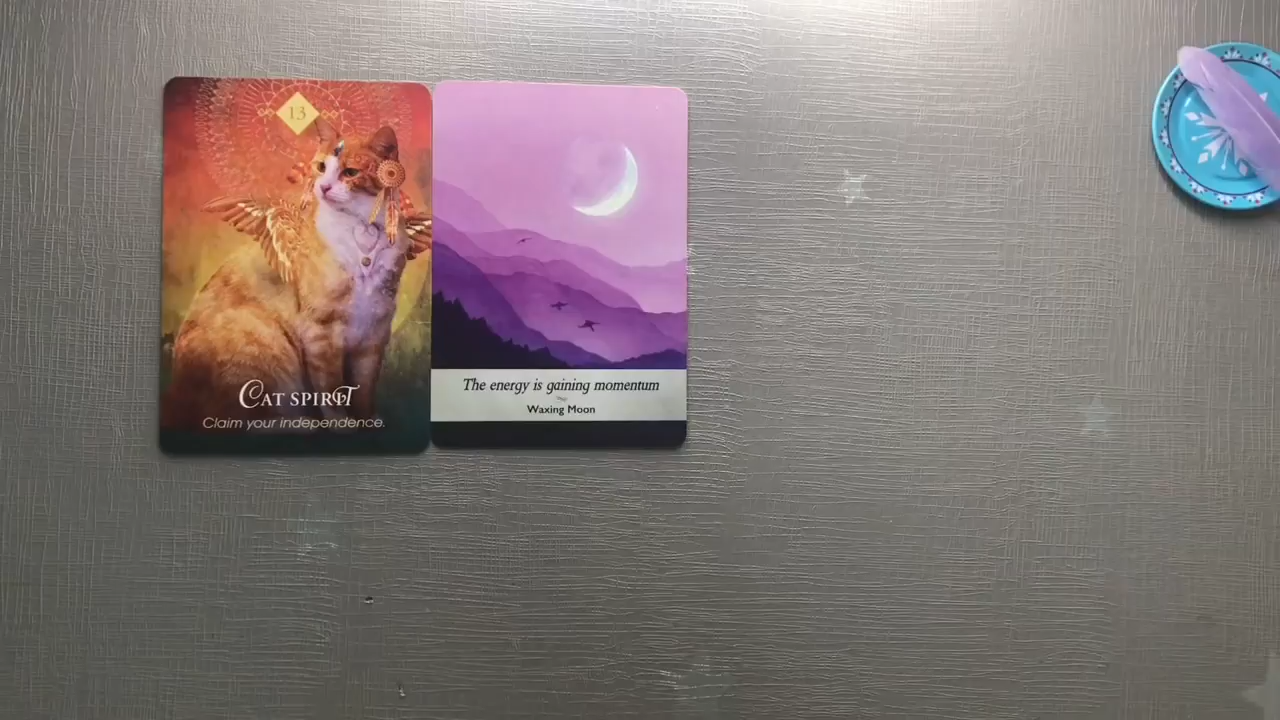 13
CAT SPIRIT
Claim your independence.
The energy is gaining momentum
Waxing Moon